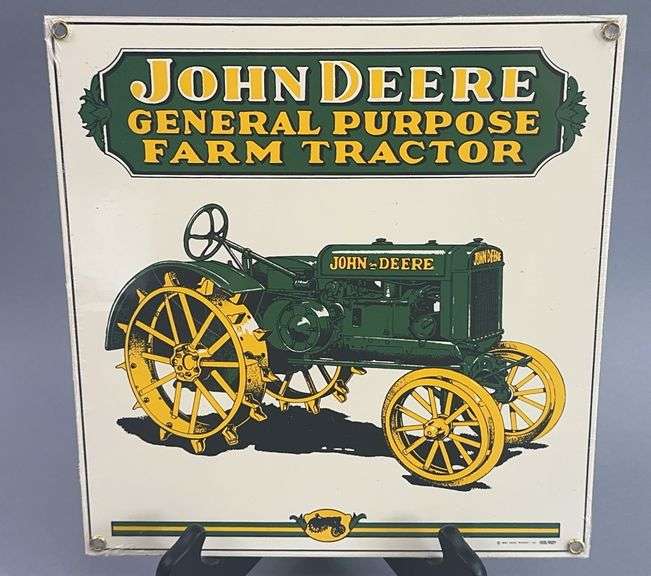 JOHN DEERE
GENERAL PURPOSE
FARM TRACTOR
JOHN DEERE
JOHN DEERE